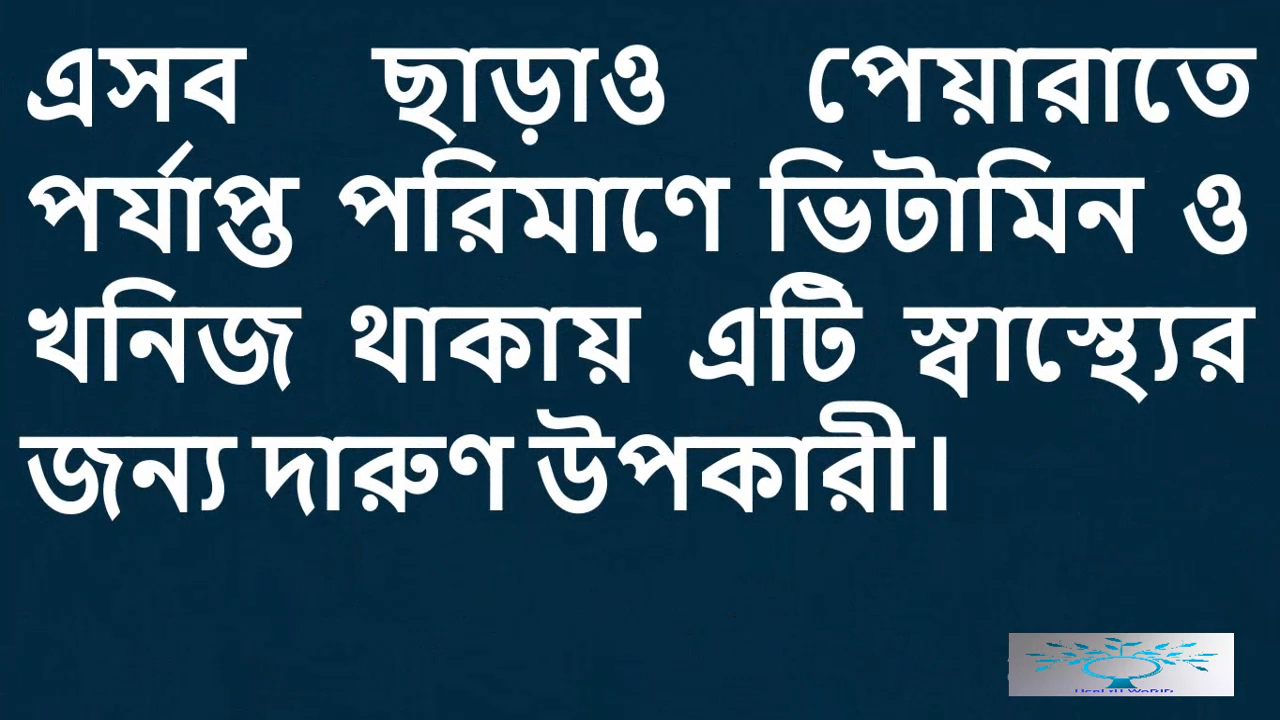 এসব ছাড়াও পেয়ারাতে
পর্যাপ্ত পরিমাণে ভিটামিন ও
খনিজ থাকায় এটি স্বাস্থ্যের
জন্য দারুণ উপকারী।